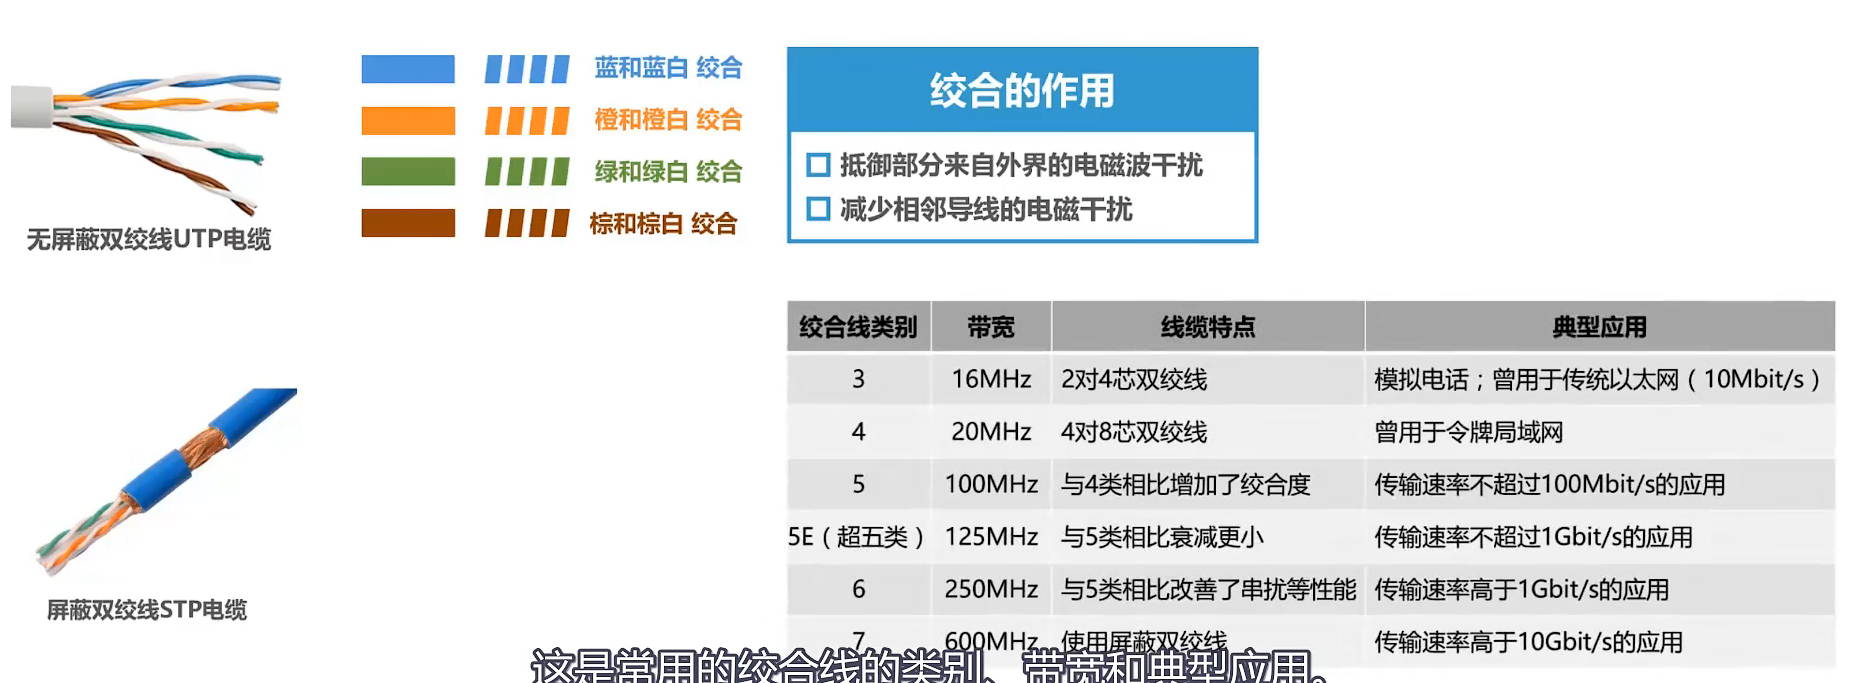 蓝和蓝白 绞合
橙和橙白 绞合
绿和绿白 绞合
棕和棕白 绞合
无屏蔽双绞线UTP电缆
绞合的作用
抵御部分来自外界的电磁波干扰
减少相邻导线的电磁干扰
屏蔽双绞线STP电缆
绞合线类别 带宽 线缆特点 典型应用
3 16MHz 2对4芯双绞线 模拟电话；曾用于传统以太网（10Mbit/s）
4 20MHz 4对8芯双绞线 曾用于令牌局域网
5 100MHz 与4类相比增加了绞合度 传输速率不超过100Mbit/s的应用
5E（超五类） 125MHz 与5类相比衰减更小 传输速率不超过1Gbit/s的应用
6 250MHz 与5类相比改善了串扰等性能 传输速率高于1Gbit/s的应用
7 600MHz 使用屏蔽双绞线 传输速率高于10Gbit/s的应用
这是常用的绞合线的类别、带宽和典型应用。